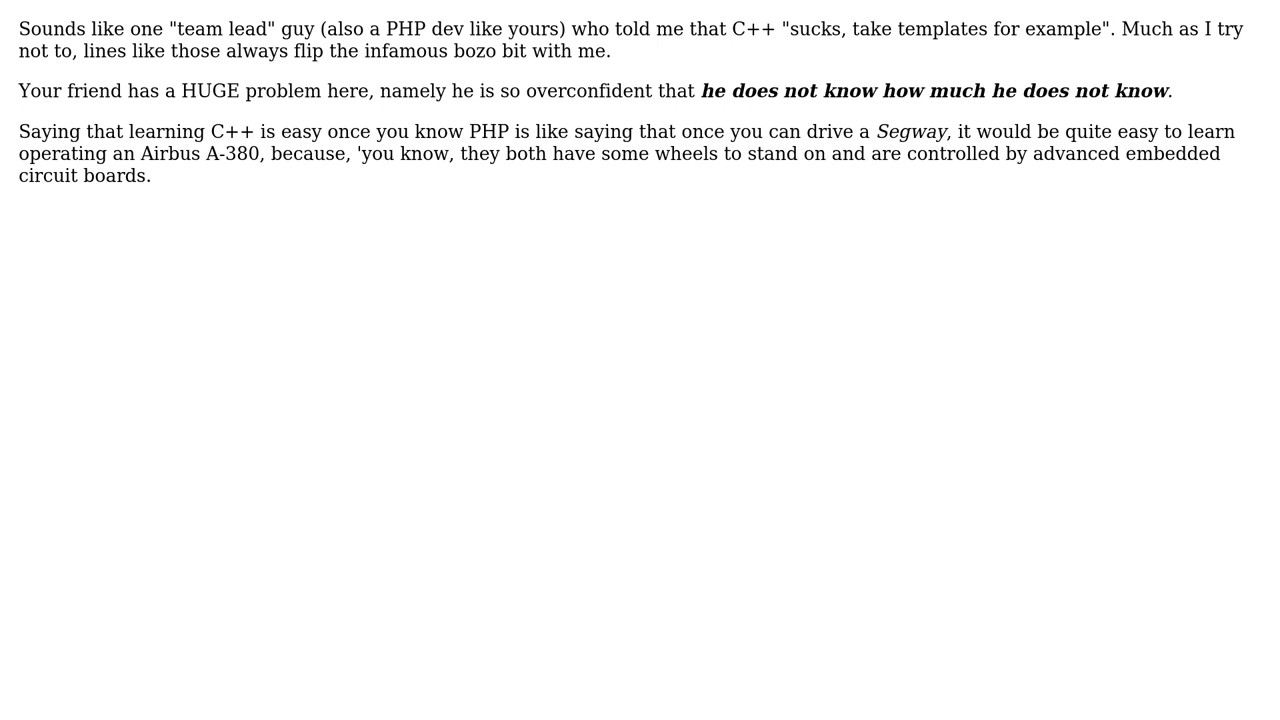 Sounds like one "team lead" guy (also a PHP dev like yours) who told me that C++ "sucks, take templates for example". Much as I try
not to, lines like those always flip the infamous bozo bit with me.
Your friend has a HUGE problem here, namely he is so overconfident that he does not know how much he does not know.
Saying that learning C++ is easy once you know PHP is like saying that once you can drive a Segway, it would be quite easy to learn
operating an Airbus A-380, because, 'you know, they both have some wheels to stand on and are controlled by advanced embedded
circuit boards.